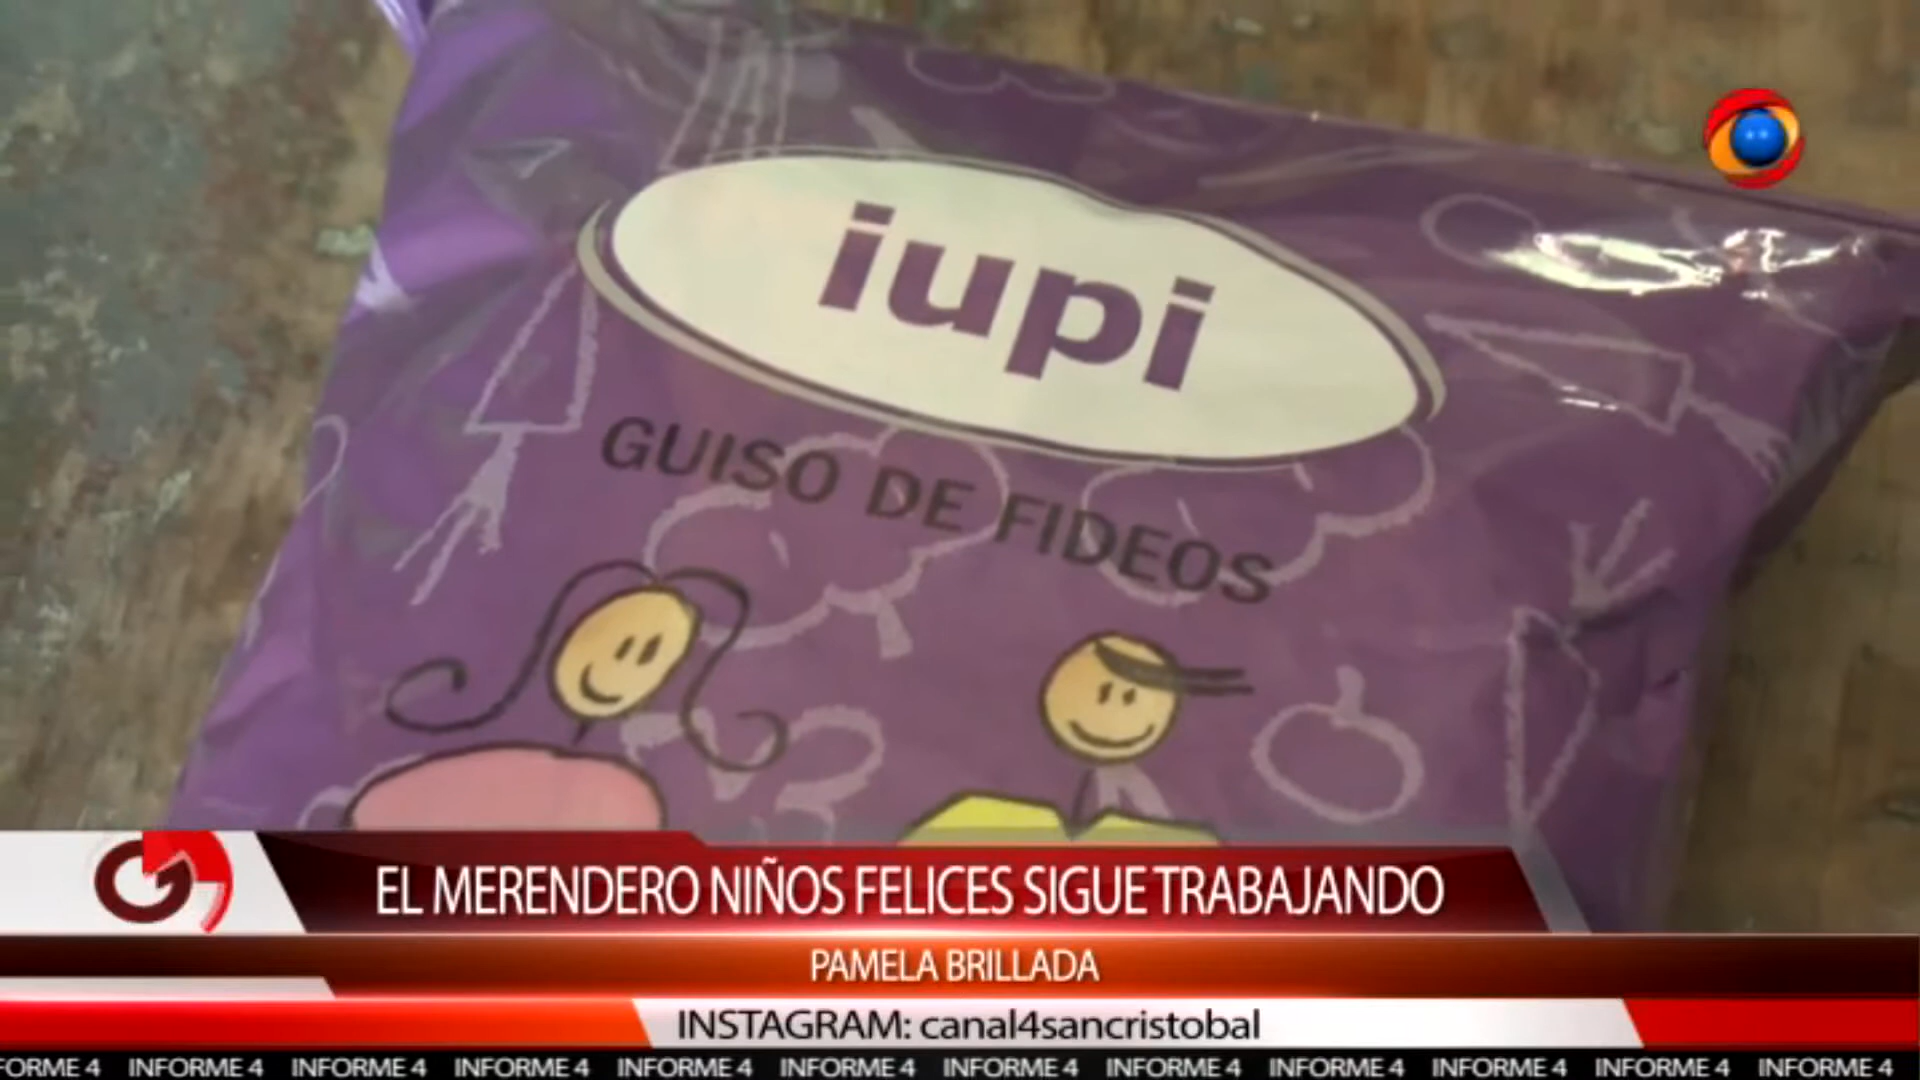 iupi
GUISO DE FIDEOS
EL MERENDERO NIÑOS FELICES SIGUE TRABAJANDO
PAMELA BRILLADA
INSTAGRAM: canal4sancristobal
FORME 4 INFORME 4 INFORME 4 INFORME 4 INFORME 4 INFORME 4 INFORME 4 INFORME 4 INFORME 4 INFORME 4 INFORME 4 INFORME 4